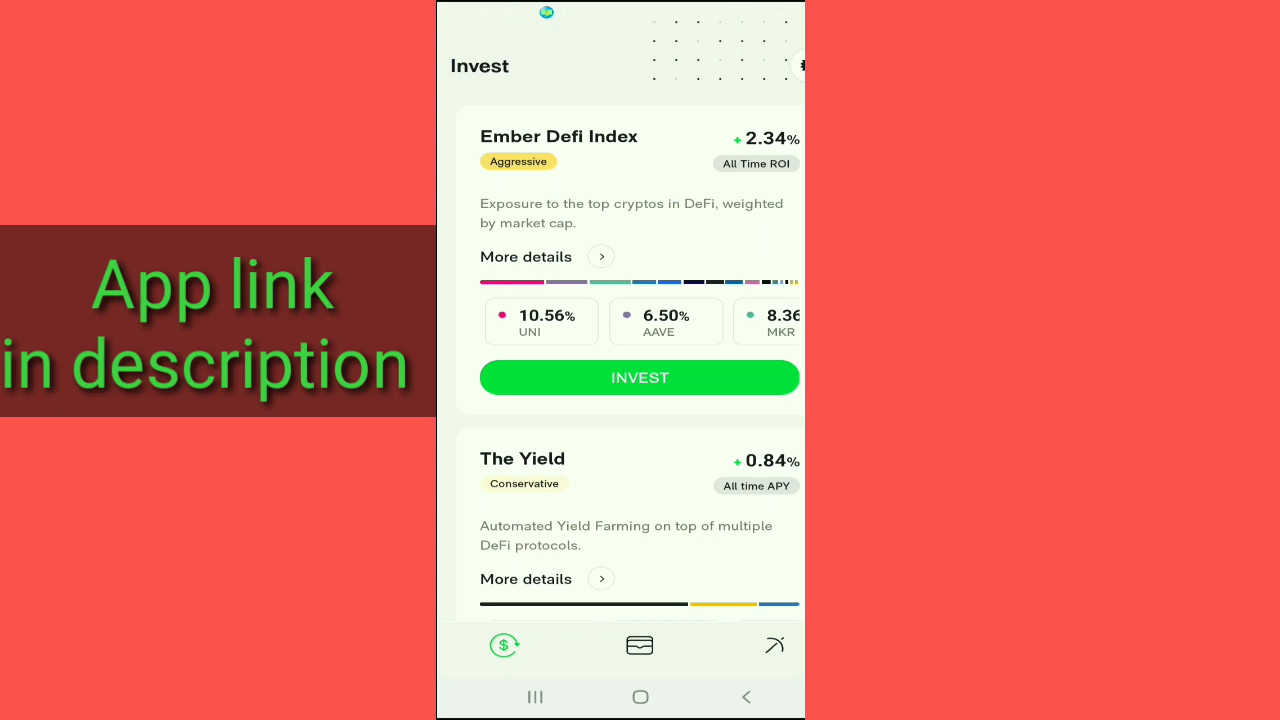 App link
in description
Invest
Ember Defi Index
+ 2.34%
Aggressive
All Time ROI
Exposure to the top cryptos in DeFi, weighted
by market cap.
More details
10.56%
6.50%
8.36
UNI
AAVE
MKR
INVEST
The Yield
+ 0.84%
Conservative
All time APY
Automated Yield Farming on top of multiple
DeFi protocols.
More details